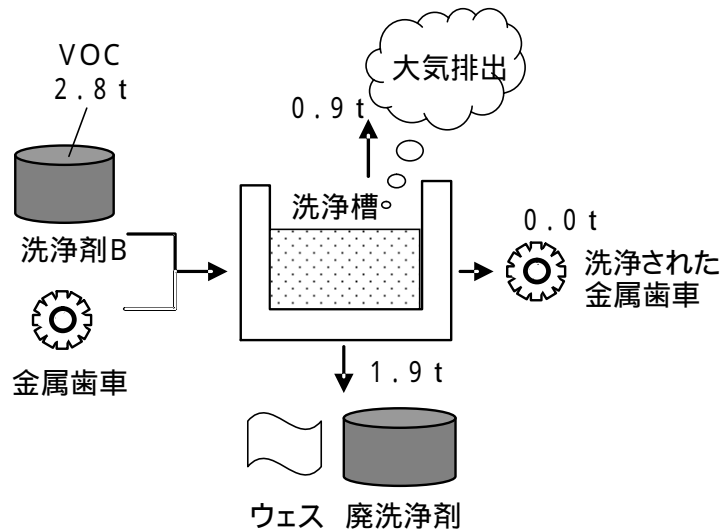 VOC
2.8t
大気排出
0.9t
洗浄槽
洗浄剤B
0.0t
洗浄された
金属歯車
金属歯車
1.9t
ウェス 廃洗浄剤